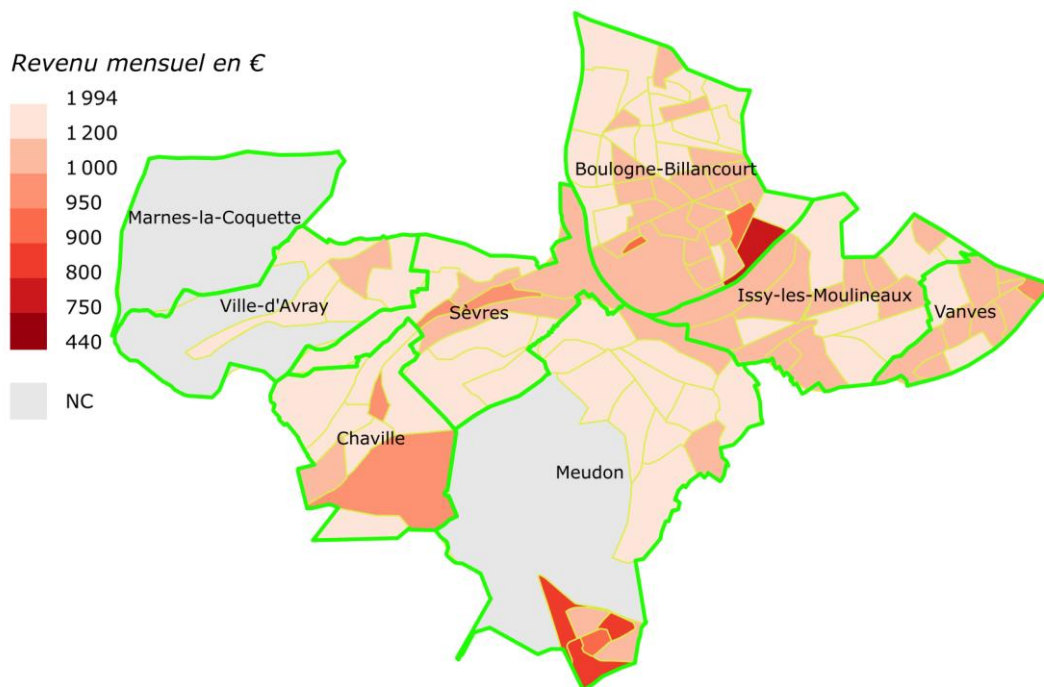 Revenu mensuel en €
1 994
1 200
1 000
950
900
800
750
440
NC
Boulogne-Billancourt
Marnes-la-Coquette
Ville-d'Avray
Sèvres
Issy-les-Moulineaux
Vanves
Chaville
Meudon